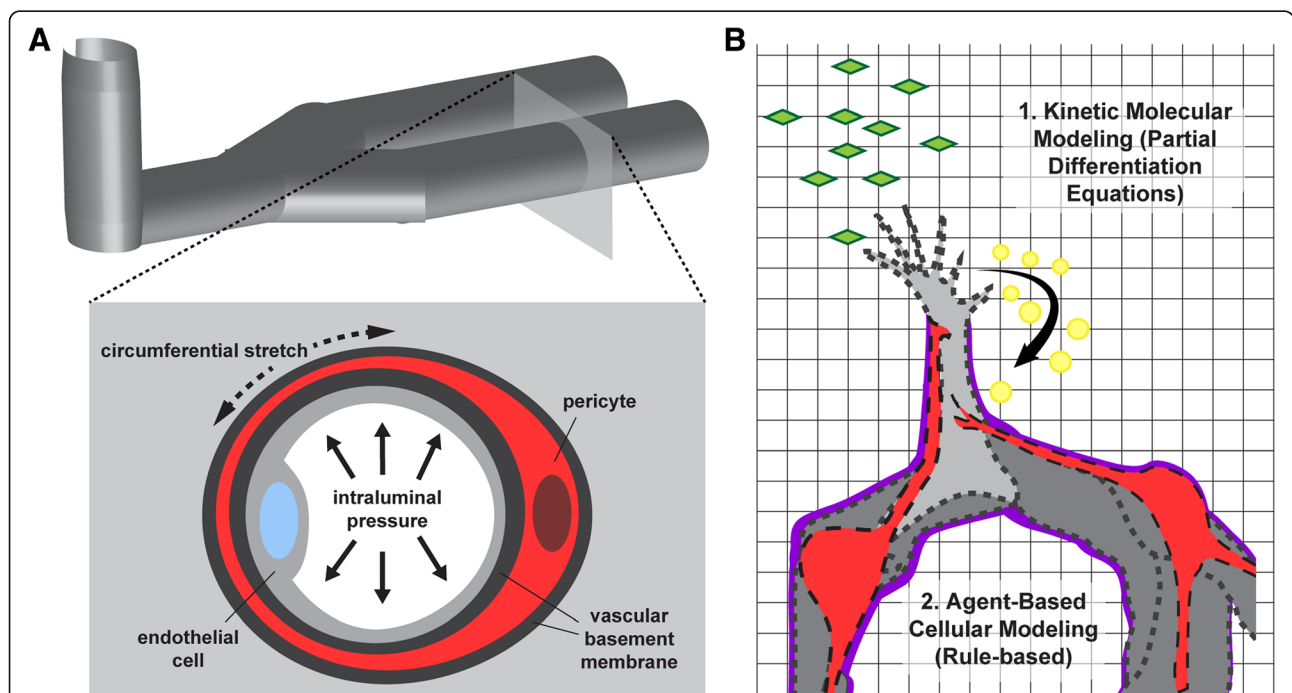 A
circumferential stretch
pericyte
intraluminal
pressure
endothelial
cell
vascular
basement
membrane
B
1. Kinetic Molecular
Modeling (Partial
Differentiation
Equations)
2. Agent-Based
Cellular Modeling
(Rule-based)